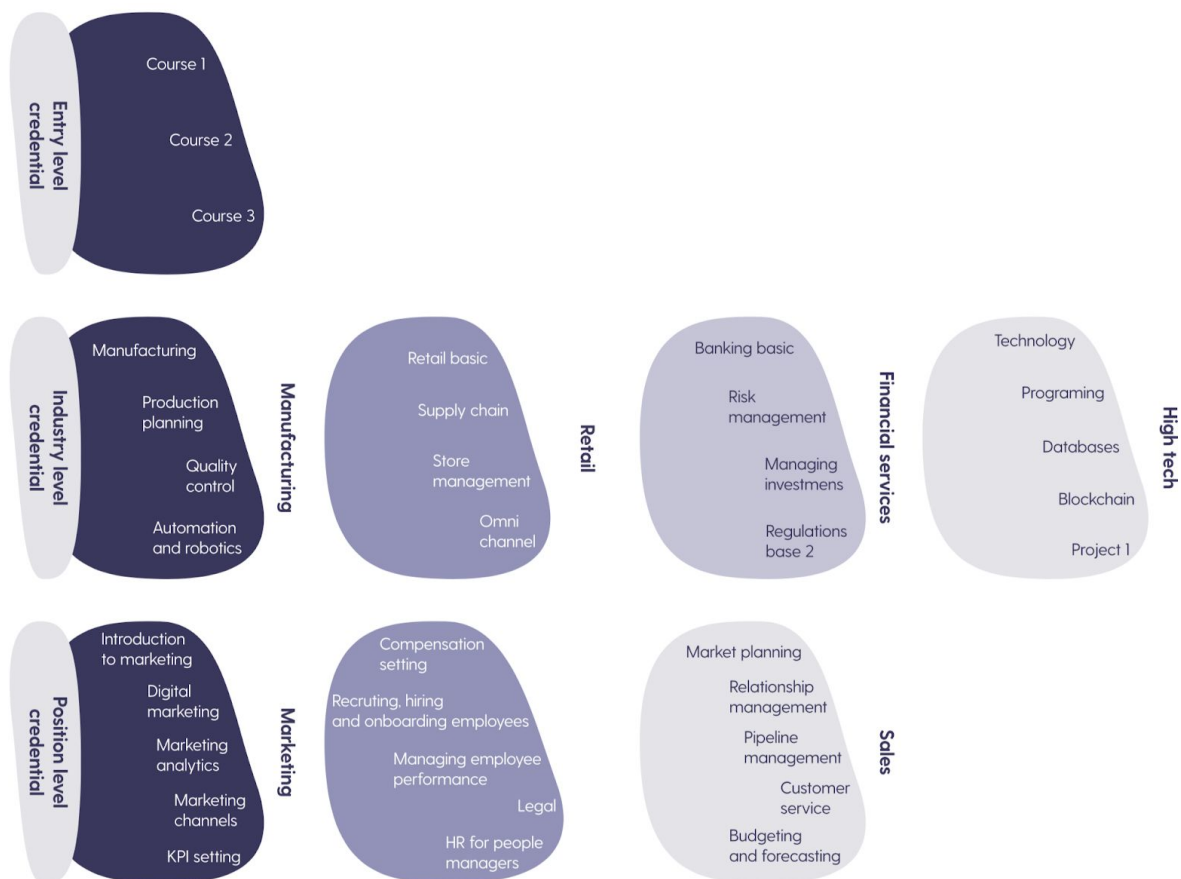 Entry level
credential
Course 1
Course 2
Course 3
Industry level
credential
Manufacturing
Production
planning
Quality
control
Automation
and robotics
Manufacturing
Retail basic
Supply chain
Store
management
Omni
channel
Retail
Banking basic
Risk
management
Managing
investmens
Regulations
base 2
Financial services
Technology
Programing
Databases
Blockchain
Project 1
High tech
Position level
credential
Introduction
to marketing
Digital
marketing
Marketing
analytics
Marketing
channels
KPI setting
Marketing
Compensation
setting
Recruting, hiring
and onboarding employees
Managing employee
performance
Legal
HR for people
managers
Market planning
Relationship
management
Pipeline
management
Customer
service
Budgeting
and forecasting
Sales